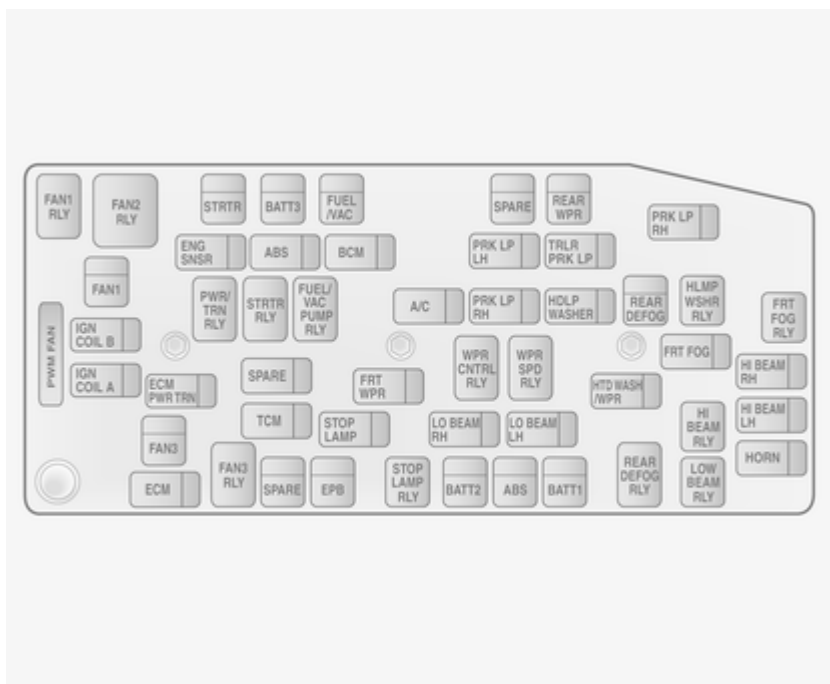 FAN1
RLY
FAN2
RLY
STRTR
BATT3
FUEL
/VAC
SPARE
REAR
WPR
PRK LP
RH
ENG
SNSR
ABS
BCM
PRK LP
LH
TRLR
PRK LP
FAN1
PWR/
TRN
RLY
STRTR
RLY
FUEL/
VAC
PUMP
RLY
A/C
PRK LP
RH
HDLP
WASHER
REAR
DEFOG
HLMP
WSHR
RLY
FRT
FOG
RLY
PWM FAN
IGN
COIL B
IGN
COIL A
ECM
PWR TRN
SPARE
FRT
WPR
WPR
CNTRL
RLY
WPR
SPD
RLY
HTD WASH
/WPR
FRT FOG
HI BEAM
RH
HI BEAM
LH
FAN3
TCM
STOP
LAMP
LO BEAM
RH
LO BEAM
LH
HI
BEAM
RLY
HORN
ECM
FAN3
RLY
SPARE
EPB
STOP
LAMP
RLY
BATT2
ABS
BATT1
REAR
DEFOG
RLY
LOW
BEAM
RLY